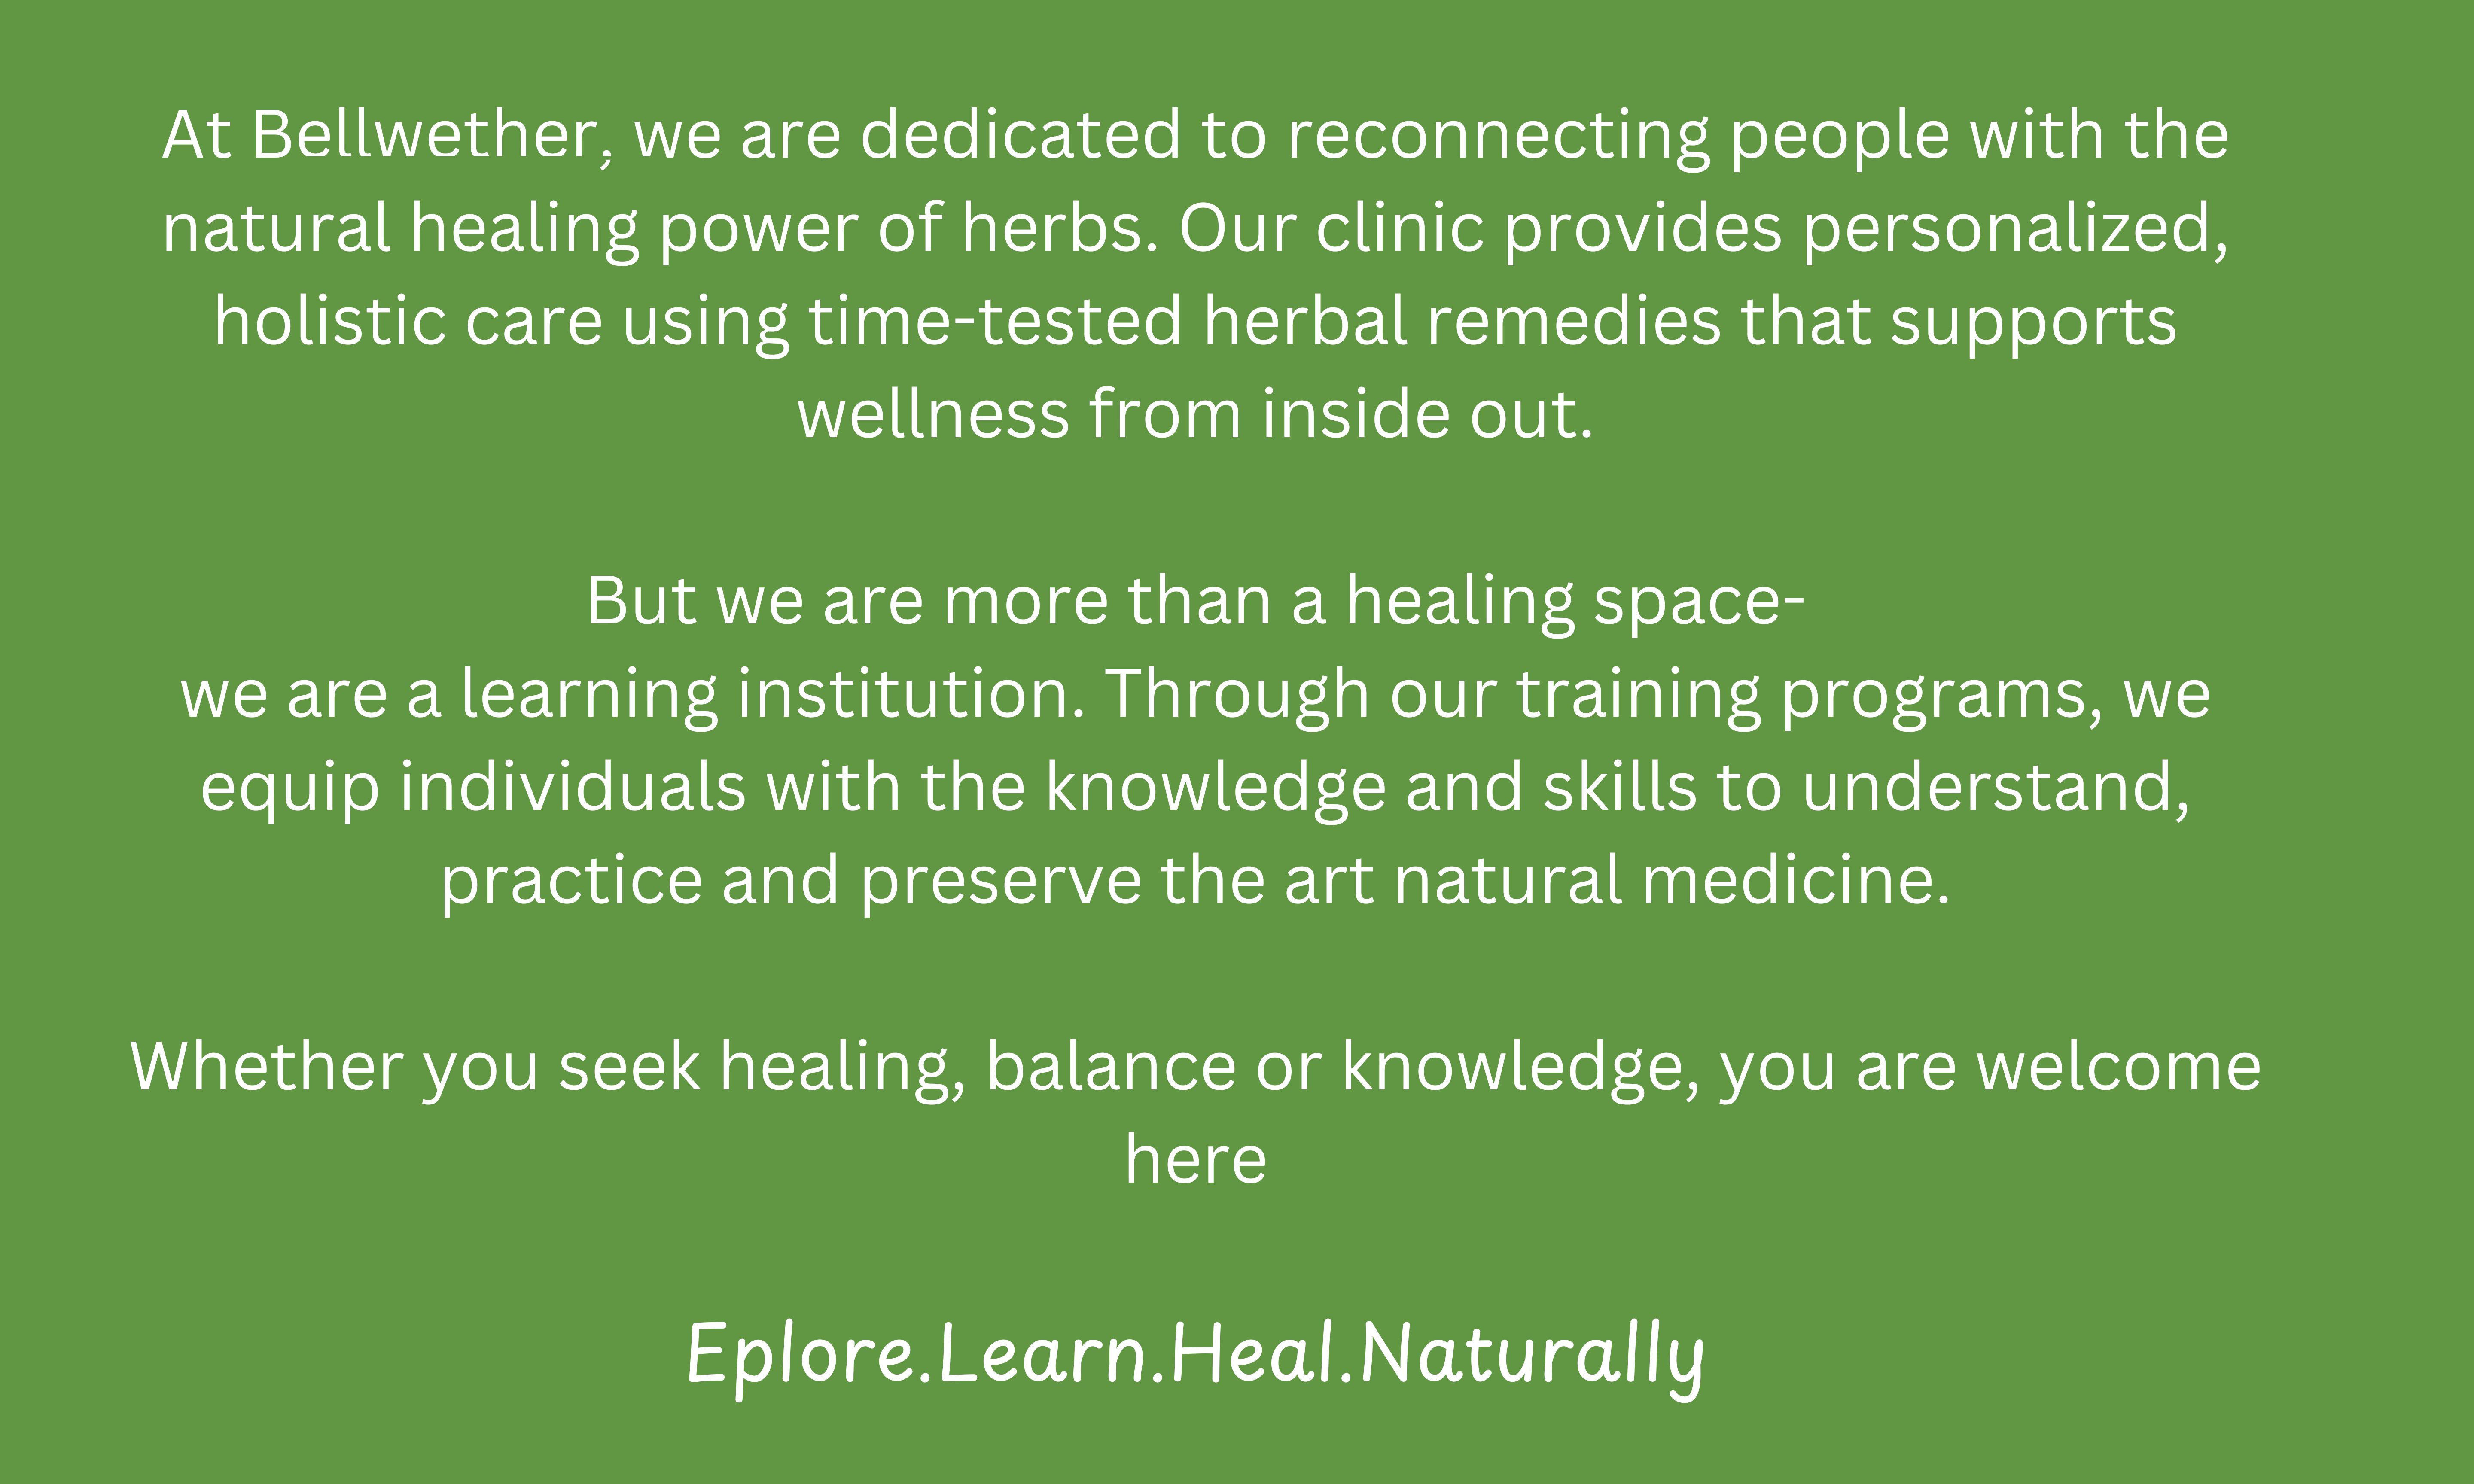 At Bellwether, we are dedicated to reconnecting people with the
natural healing power of herbs. Our clinic provides personalized,
holistic care using time-tested herbal remedies that supports
wellness from inside out.
But we are more than a healing space-
we are a learning institution. Through our training programs, we
equip individuals with the knowledge and skills to understand,
practice and preserve the art natural medicine.
Whether you seek healing, balance or knowledge, you are welcome
here
Eplore.Learn.Heal.Naturally